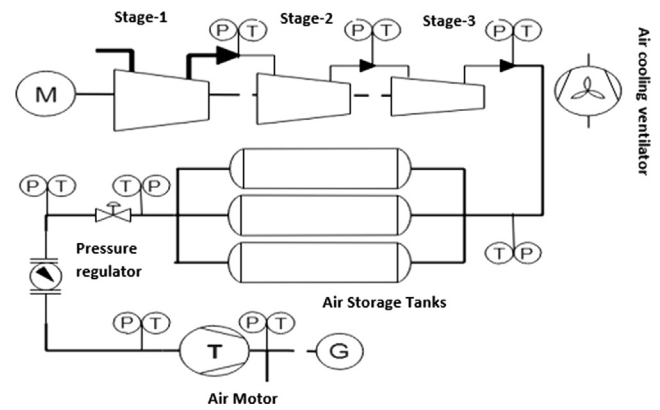 Stage-1
Stage-2
Stage-3
P T
P T
P T
M
Air cooling
ventilator
P T
T P
T P
Pressure
regulator
Air Storage Tanks
P T
P T
T
G
Air Motor